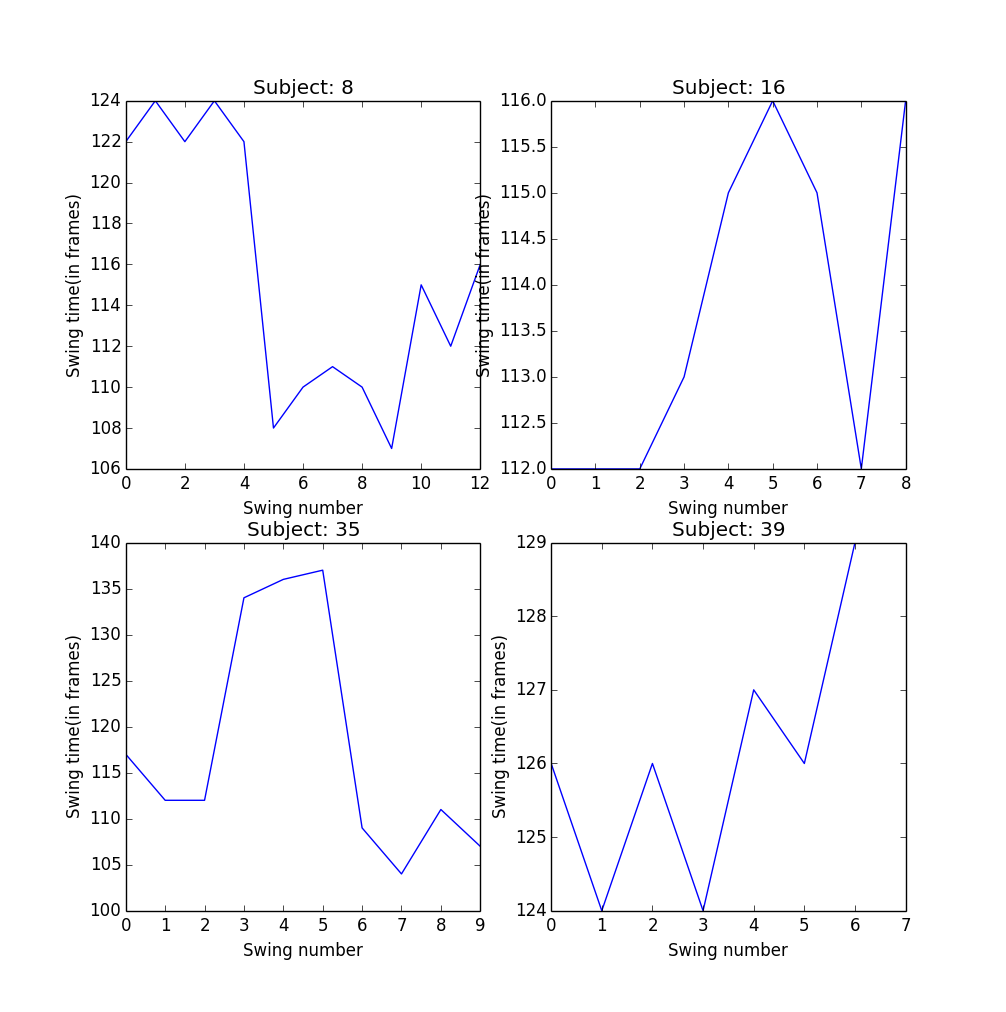 Subject: 8
124
122
120
118
116
114
112
110
108
106
Swing time(in frames)
0 2 4 6 8 10 12
Swing number
Subject: 16
116.0
115.5
115.0
114.5
114.0
113.5
113.0
112.5
112.0
Swing time(in frames)
0 1 2 3 4 5 6 7 8
Swing number
Subject: 35
140
135
130
125
120
115
110
105
100
Swing time(in frames)
0 1 2 3 4 5 6 7 8 9
Swing number
Subject: 39
129
128
127
126
125
124
Swing time(in frames)
0 1 2 3 4 5 6 7
Swing number